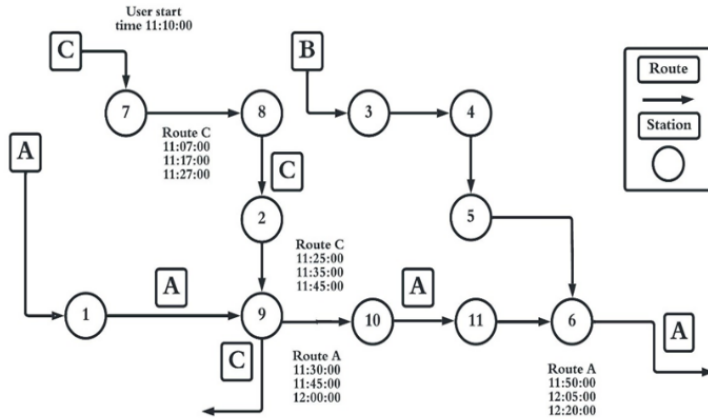 User start
time 11:10:00
C
B
Route
7
8
3
4
Station
Route C
11:07:00
11:17:00
11:27:00
A
C
2
5
Route C
11:25:00
11:35:00
11:45:00
A
A
1
9
10
11
6
A
C
Route A
11:30:00
11:45:00
12:00:00
Route A
11:50:00
12:05:00
12:20:00